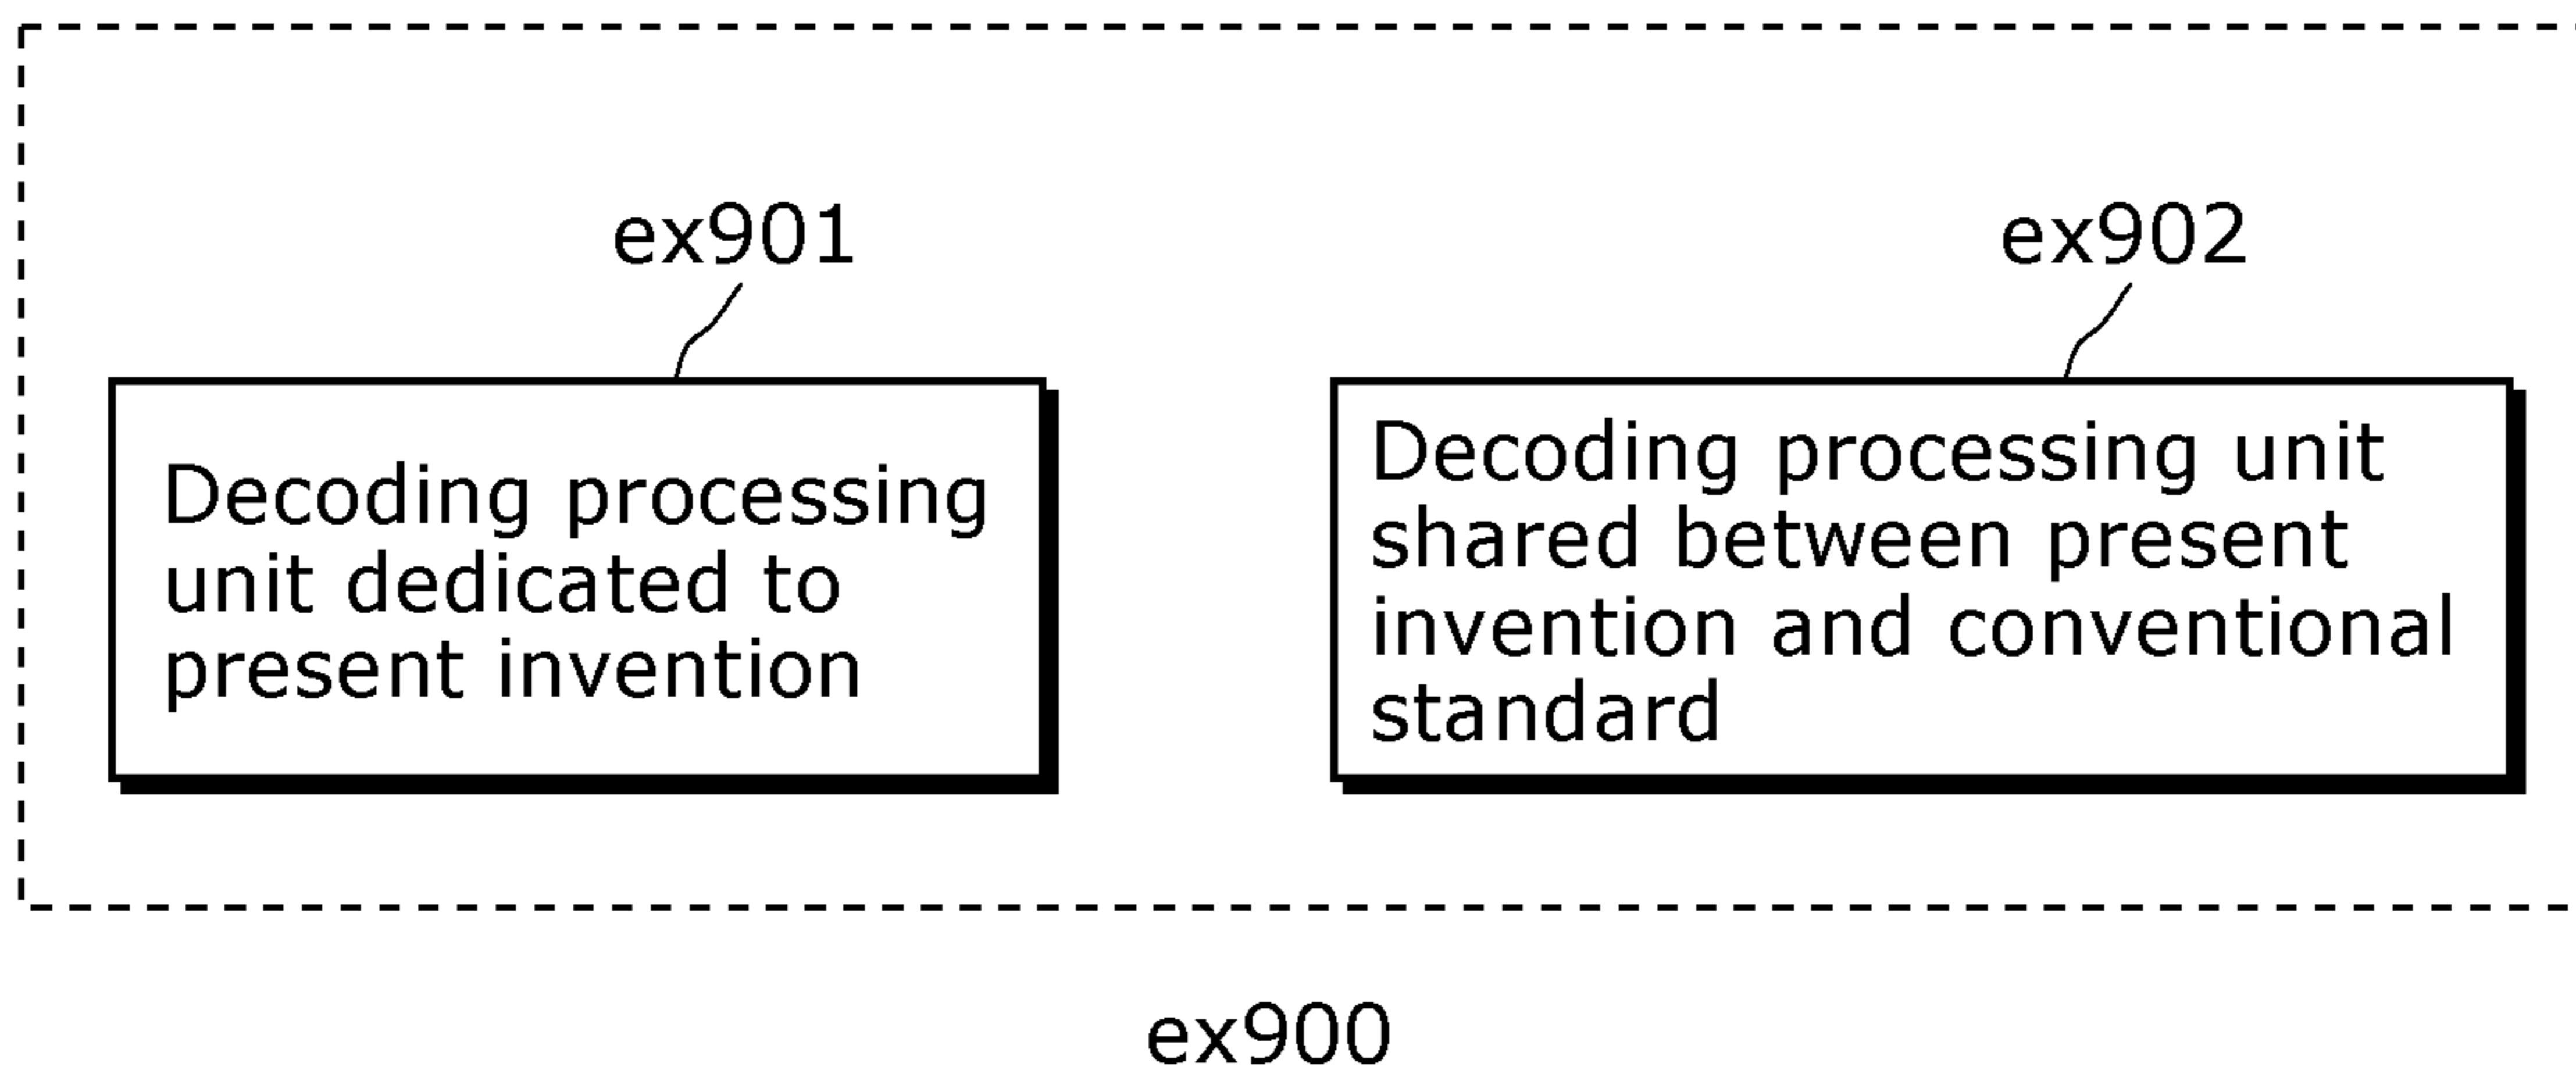 ex901
ex902
Decoding processing
unit dedicated to
present invention
Decoding processing unit
shared between present
invention and conventional
standard
ex900